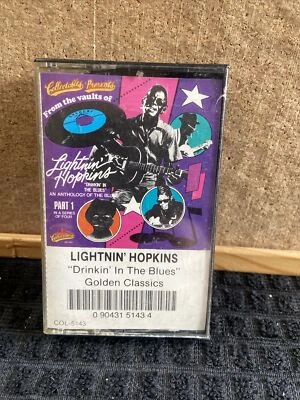 Collectables Presents
From the vaults of
Lightnin'
Hopkins
"DRINKIN' IN
THE BLUES"
AN ANTHOLOGY OF THE BLUES
PART 1
IN A SERIES
OF FOUR
LIGHTNIN' HOPKINS
"Drinkin' In The Blues"
Golden Classics
0 90431 5143 4
COL-5143